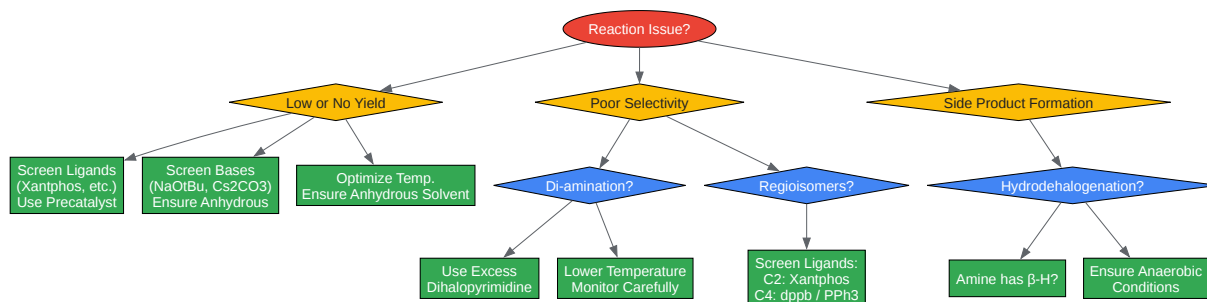 Reaction Issue?
Low or No Yield
Poor Selectivity
Side Product Formation
Screen Ligands
(Xantphos, etc.)
Use Precatalyst
Screen Bases
(NaOtBu, Cs2CO3)
Ensure Anhydrous
Optimize Temp.
Ensure Anhydrous Solvent
Di-amination?
Regioisomers?
Hydrodehalogenation?
Use Excess
Dihalopyrimidine
Lower Temperature
Monitor Carefully
Screen Ligands:
C2: Xantphos
C4: dppb / PPh3
Amine has β-H?
Ensure Anaerobic
Conditions